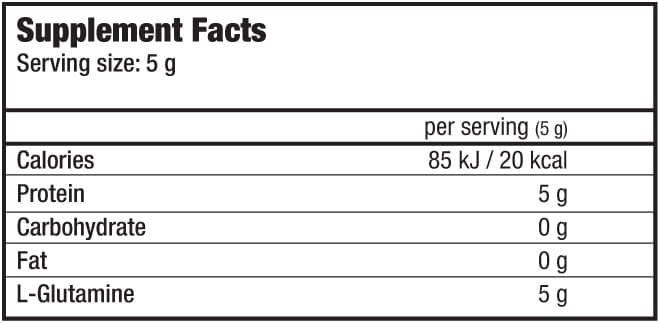 Supplement Facts
Serving size: 5 g
per serving (5 g)
Calories 85 kJ / 20 kcal
Protein 5 g
Carbohydrate 0 g
Fat 0 g
L-Glutamine 5 g